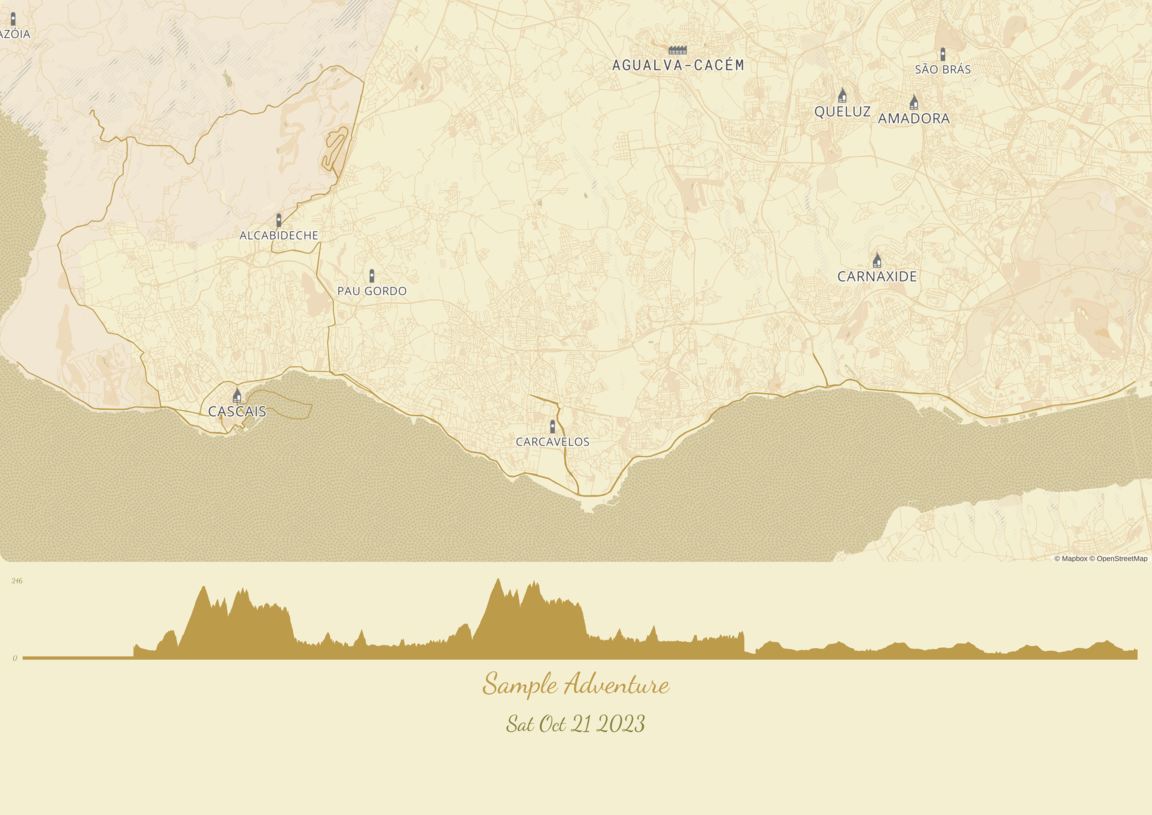 AZÓIA
AGUALVA-CACÉM
SÃO BRÁS
QUELUZ
AMADORA
ALCABIDECHE
PAU GORDO
CARNAXIDE
CASCAIS
CARCAVELOS
© Mapbox © OpenStreetMap
246
0
Sample Adventure
Sat Oct 21 2023